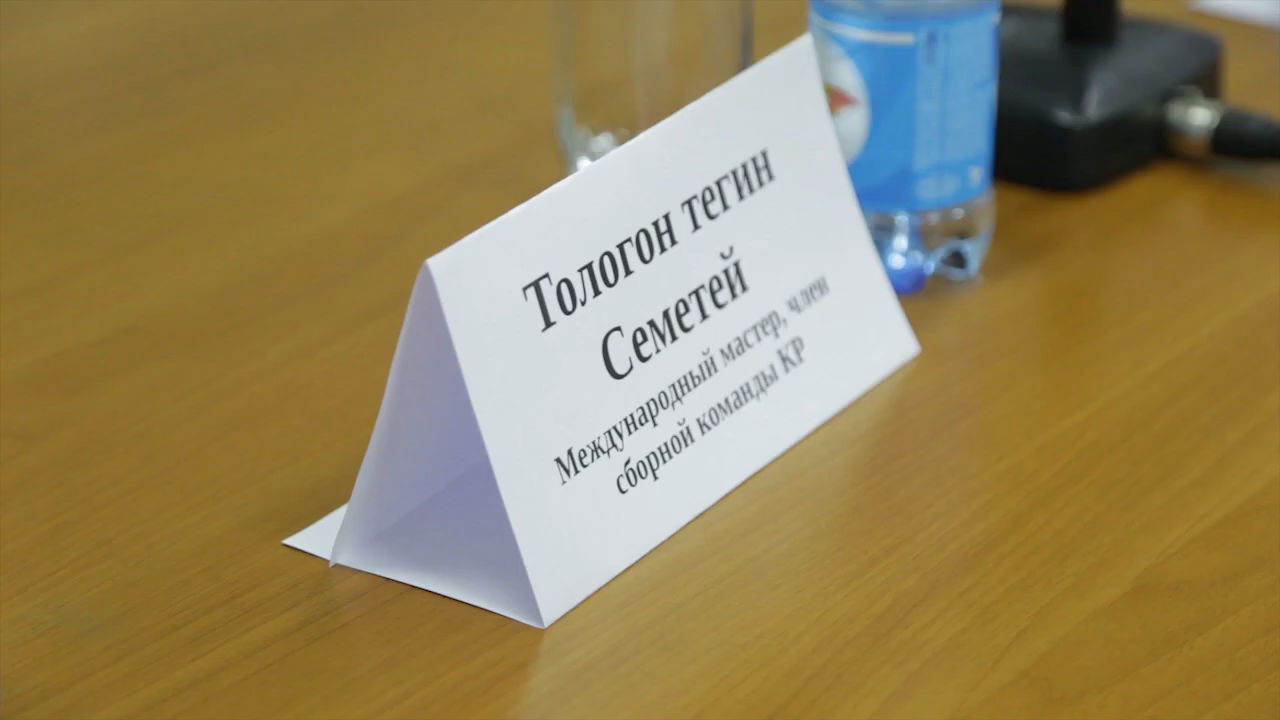 Тологон тегин
Семетей
Международный мастер, член
сборной команды КР